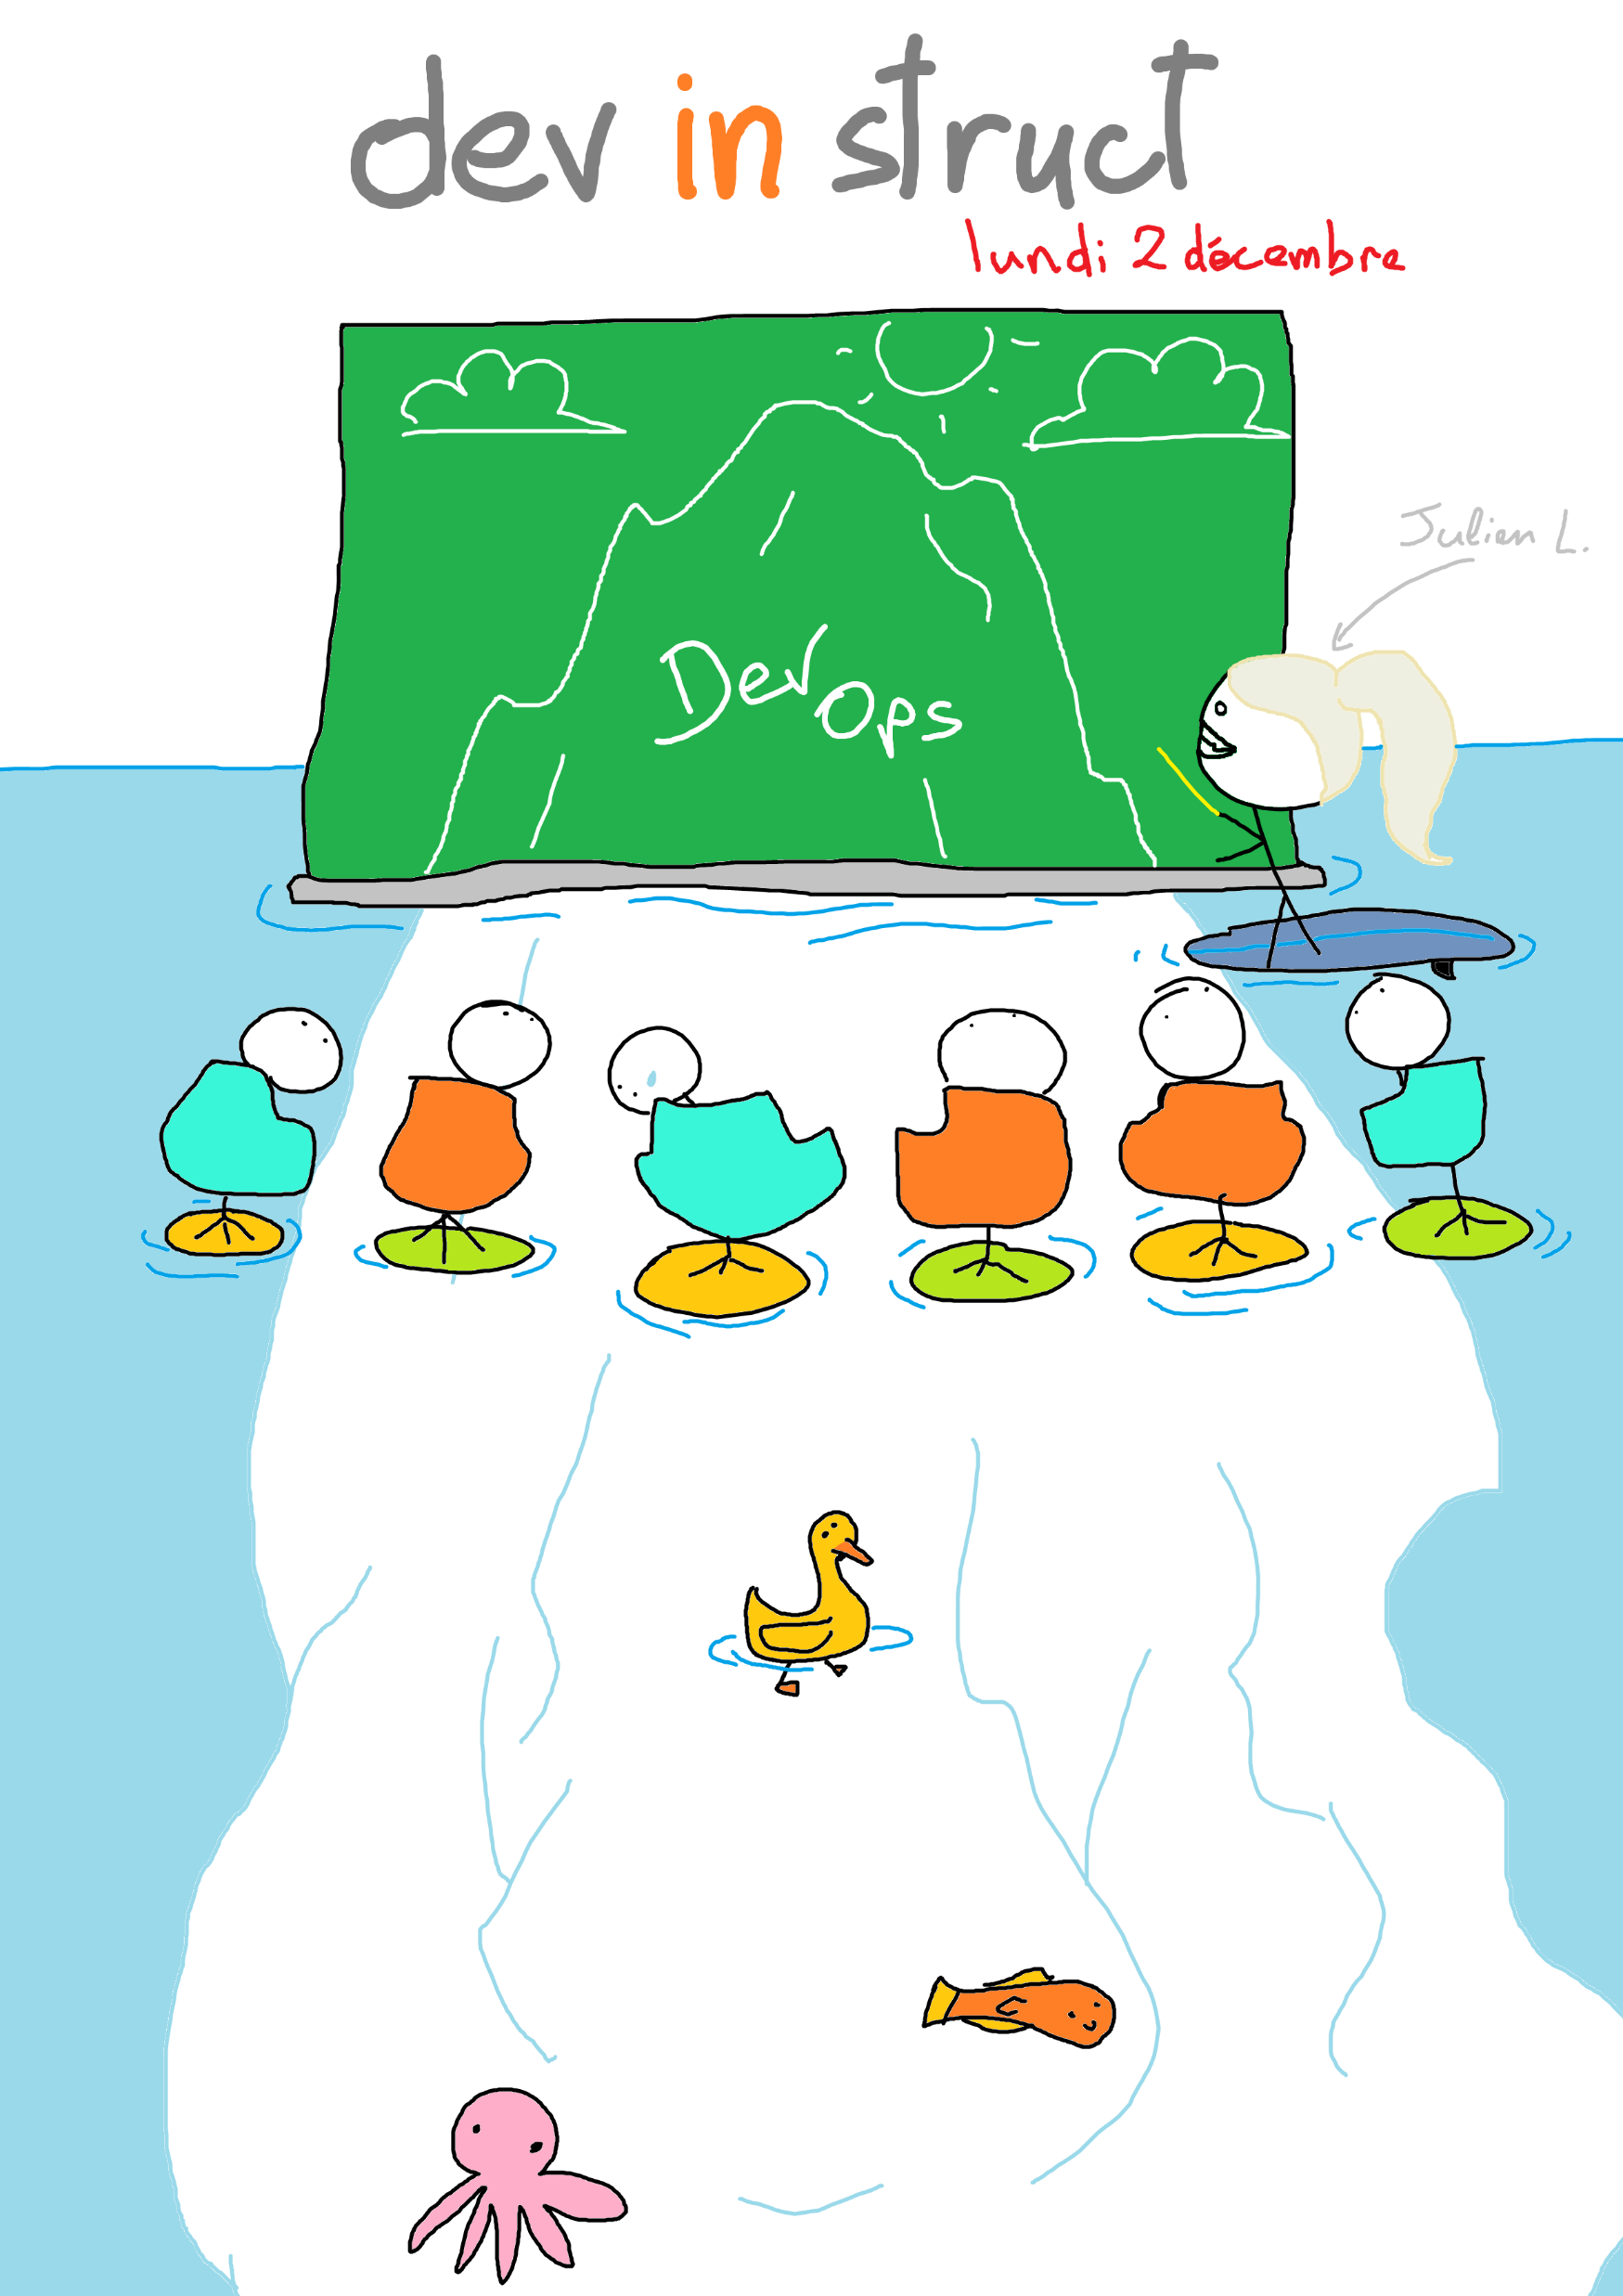 dev in struct
lundi 2 décembre
Julien L.
DevOps